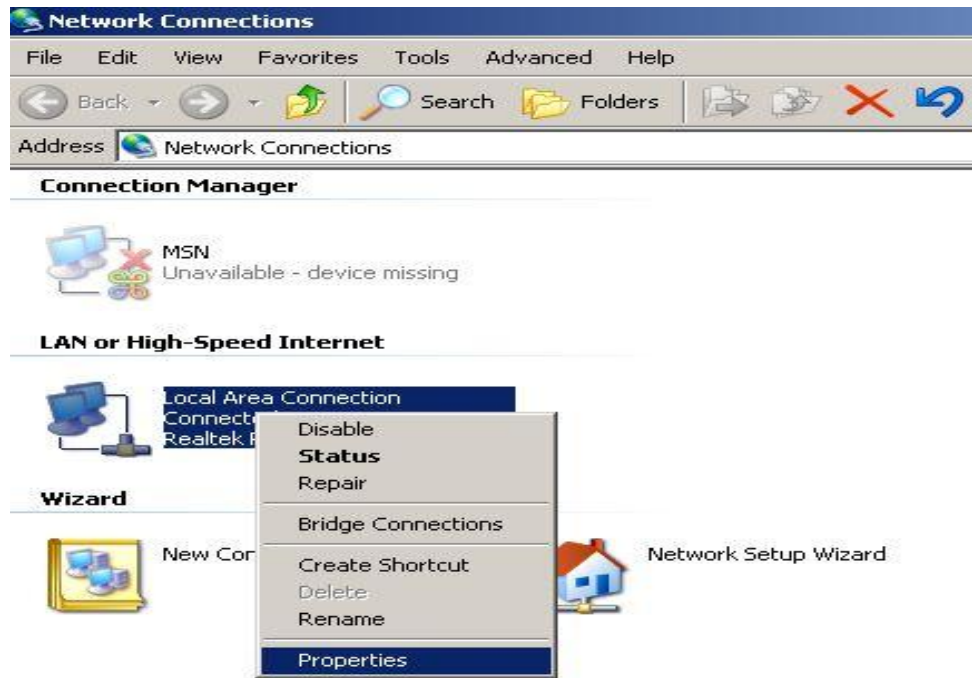 Network Connections
File Edit View Favorites Tools Advanced Help
Back Search Folders
Address Network Connections
Connection Manager
MSN
Unavailable - device missing
LAN or High-Speed Internet
Local Area Connection
Connect
Realtek
Disable
Status
Repair
Bridge Connections
Create Shortcut
Delete
Rename
Properties
Wizard
New Cor
Network Setup Wizard